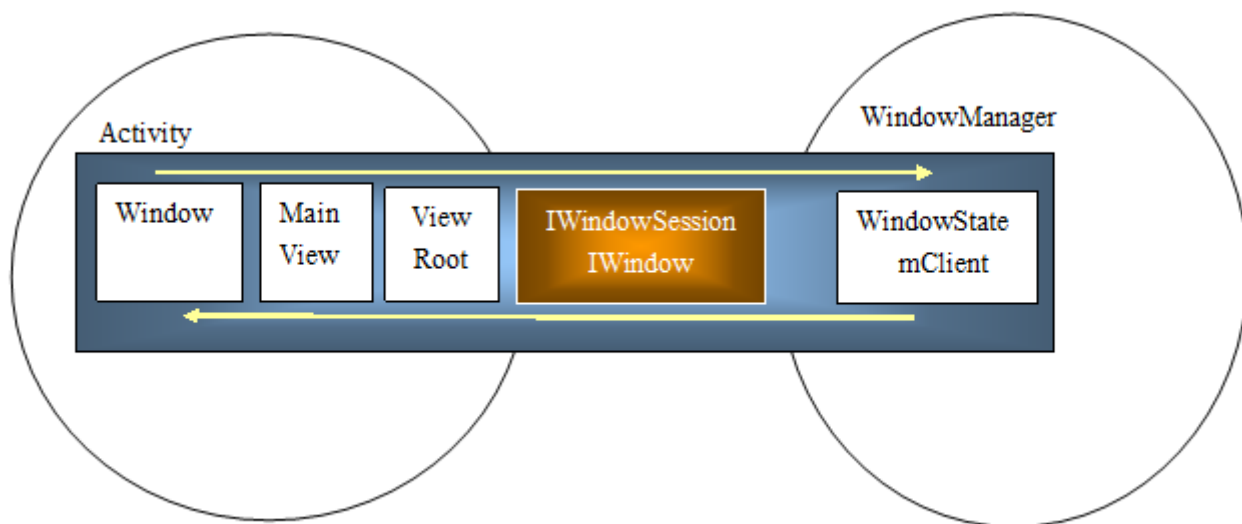 Activity
WindowManager
Window
Main
View
View
Root
IWindowSession
IWindow
WindowState
mClient